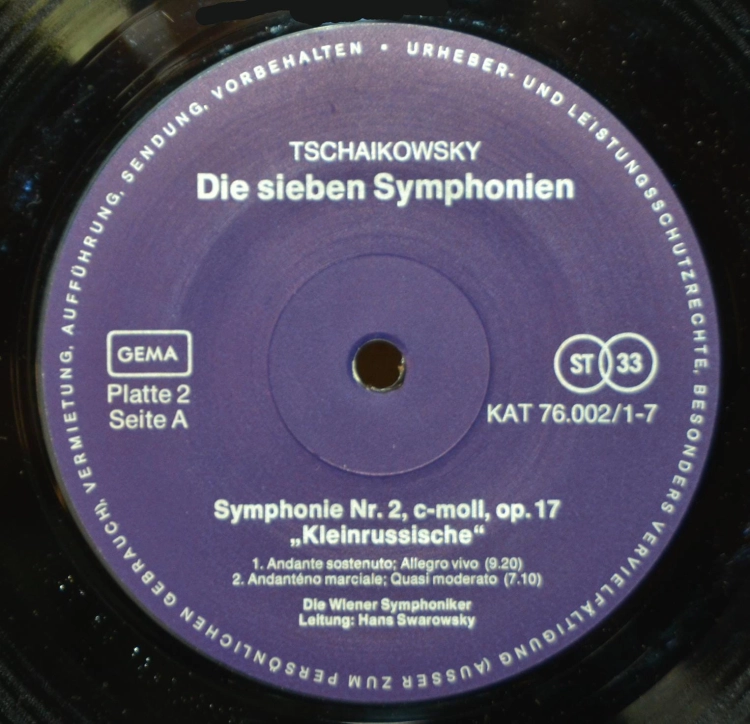 URHEBER- UND LEISTUNGSSCHUTZRECHTE, BESONDERS VERVIELFÄLTIGUNG (AUSSER ZUM PERSÖNLICHEN GEBRAUCH), VERMIETUNG, AUFFÜHRUNG, SENDUNG, VORBEHALTEN •
TSCHAIKOWSKY
Die sieben Symphonien
GEMA
Platte 2
Seite A
ST 33
KAT 76.002/1-7
Symphonie Nr. 2, c-moll, op. 17
„Kleinrussische“
1. Andante sostenuto; Allegro vivo (9.20)
2. Andanténo marciale; Quasi moderato (7.10)
Die Wiener Symphoniker
Leitung: Hans Swarowsky